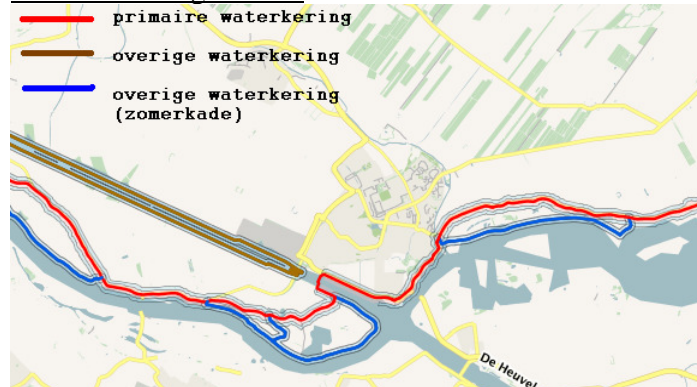 primaire waterkering
overige waterkering
overige waterkering
(zomerkade)
De Heuvel